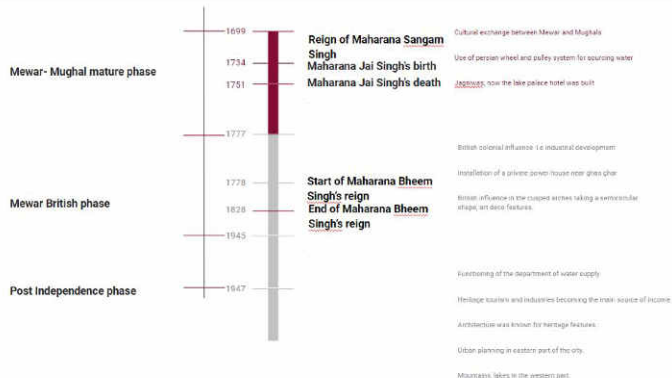 1699
Reign of Maharana Sangam
Singh
Cultural exchange between Mewar and Mughals
1734
Maharana Jai Singh's birth
Use of persian wheel and pulley system for sourcing water
Mewar- Mughal mature phase
1751
Maharana Jai Singh's death
Jagniwas, now the lake palace hotel was built
1777
British colonial influence i.e industrial development
Installation of a private power house near ghas ghar
1778
Start of Maharana Bheem
Singh's reign
British influence in the cusped arches taking a semicircular
shape, art deco features.
Mewar British phase
1828
End of Maharana Bheem
Singh's reign
1945
Functioning of the department of water supply
Post Independence phase
1947
Heritage tourism and industries becoming the main source of income
Architecture was known for heritage features
Urban planning in eastern part of the city.
Mountains, lakes in the western part